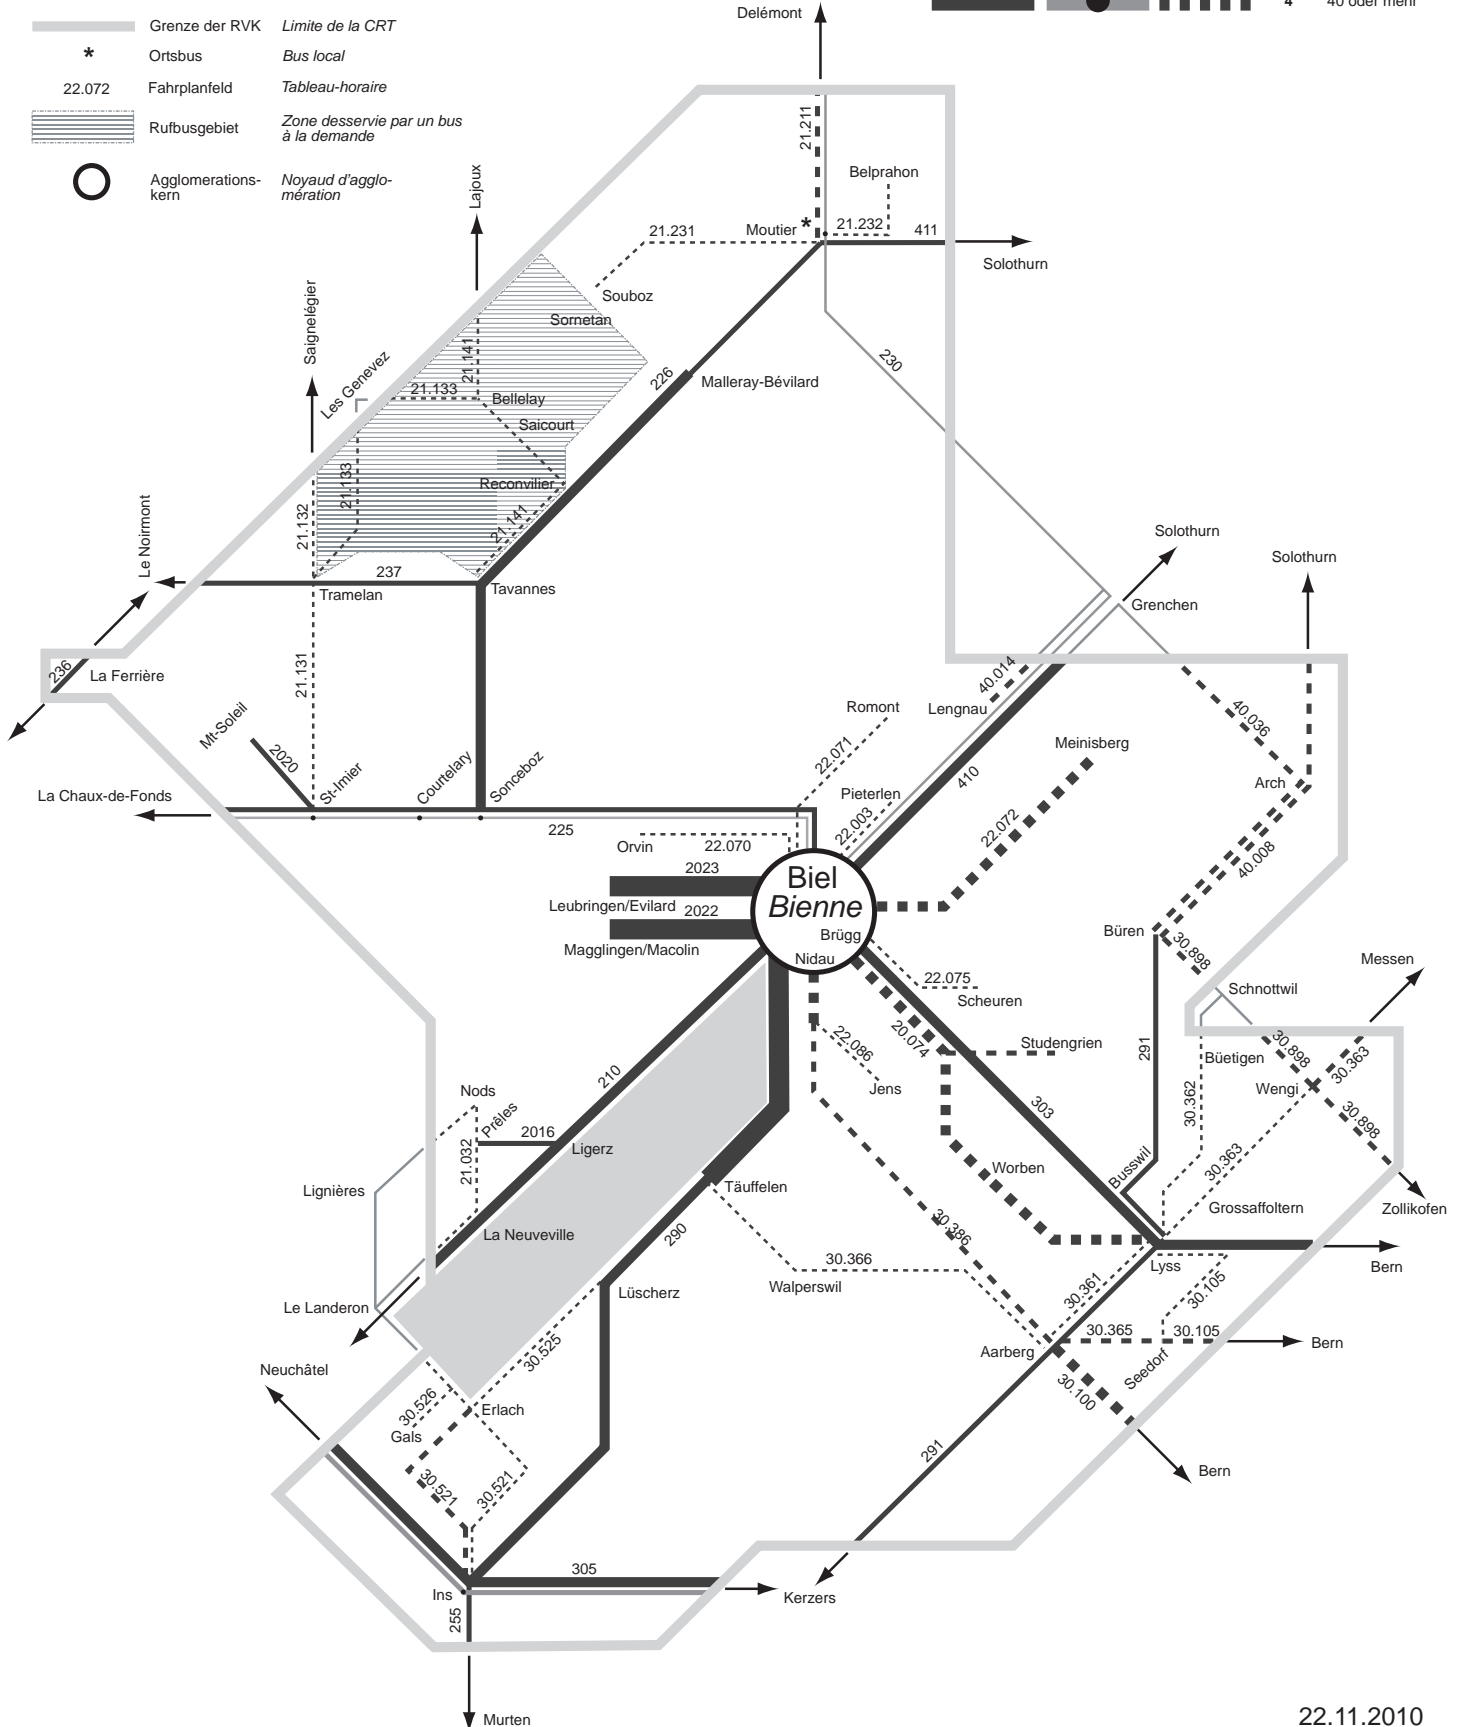 4 40 oder mehr
Grenze der RVK Limite de la CRT
* Ortsbus Bus local
22.072 Fahrplanfeld Tableau-horaire
Rufbusgebiet Zone desservie par un bus
à la demande
Agglomerations-
kern
Noyaud d'agglo-
mération
Delémont
21.211
Belprahon
Lajoux
21.231
Moutier *
21.232
411
Solothurn
Souboz
Sornetan
Saignelégier
Les Genevez
21.141
21.133
226
Malleray-Bévilard
230
Bellelay
Saicourt
21.133
Reconvilier
21.141
21.132
Le Noirmont
237
Tramelan
Tavannes
Solothurn
Solothurn
Grenchen
236
La Ferrière
21.131
40.014
Lengnau
Romont
40.036
Mt-Soleil
2020
St-Imier
Courtelary
Sonceboz
22.071
Meinisberg
410
Arch
La Chaux-de-Fonds
Pieterlen
22.003
22.072
225
Orvin
22.070
40.008
2023
Leubringen/Evilard
2022
Magglingen/Macolin
Biel
Bienne
Brügg
Nidau
Büren
30.898
Messen
22.075
Scheuren
Schnottwil
20.074
22.086
Studengrien
291
Büetigen
30.898
30.363
Wengi
Jens
210
303
30.362
30.898
Nods
Prêles
2016
Ligerz
21.032
Worben
Busswil
30.363
Lignières
Täuffelen
Grossaffoltern
Zollikofen
La Neuveville
290
30.386
30.366
Walperswil
Lyss
Bern
Le Landeron
Lüscherz
30.361
30.105
30.365
30.105
Bern
Aarberg
Seedorf
Neuchâtel
30.525
30.526
Erlach
Gals
30.100
291
Bern
30.521
30.521
305
Ins
Kerzers
255
Murten
22.11.2010